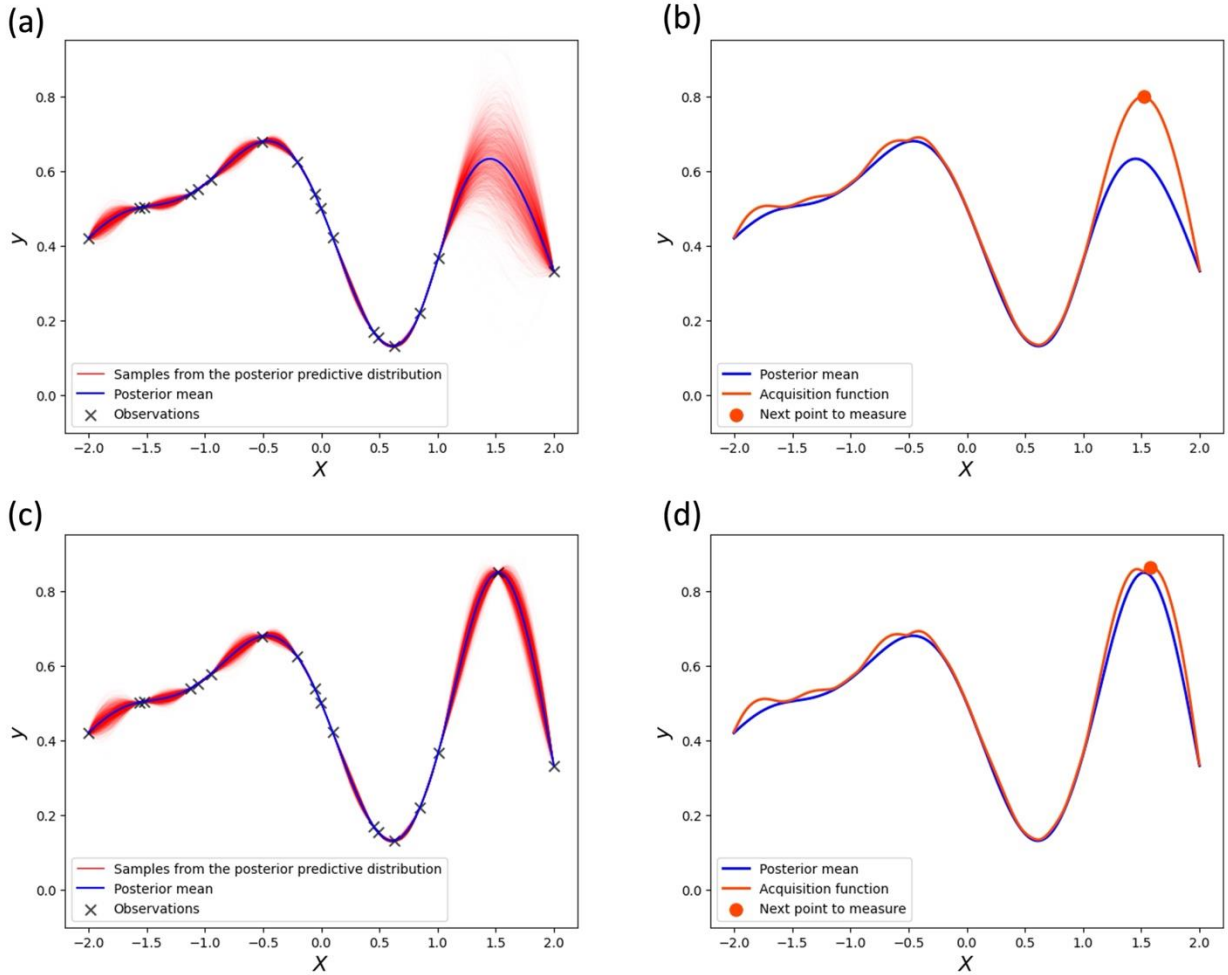 (a)
y
0.8
0.6
0.4
0.2
0.0
Samples from the posterior predictive distribution
Posterior mean
Observations
−2.0 −1.5 −1.0 −0.5 0.0 0.5 1.0 1.5 2.0
X
(b)
y
0.8
0.6
0.4
0.2
0.0
Posterior mean
Acquisition function
Next point to measure
−2.0 −1.5 −1.0 −0.5 0.0 0.5 1.0 1.5 2.0
X
(c)
y
0.8
0.6
0.4
0.2
0.0
Samples from the posterior predictive distribution
Posterior mean
Observations
−2.0 −1.5 −1.0 −0.5 0.0 0.5 1.0 1.5 2.0
X
(d)
y
0.8
0.6
0.4
0.2
0.0
Posterior mean
Acquisition function
Next point to measure
−2.0 −1.5 −1.0 −0.5 0.0 0.5 1.0 1.5 2.0
X